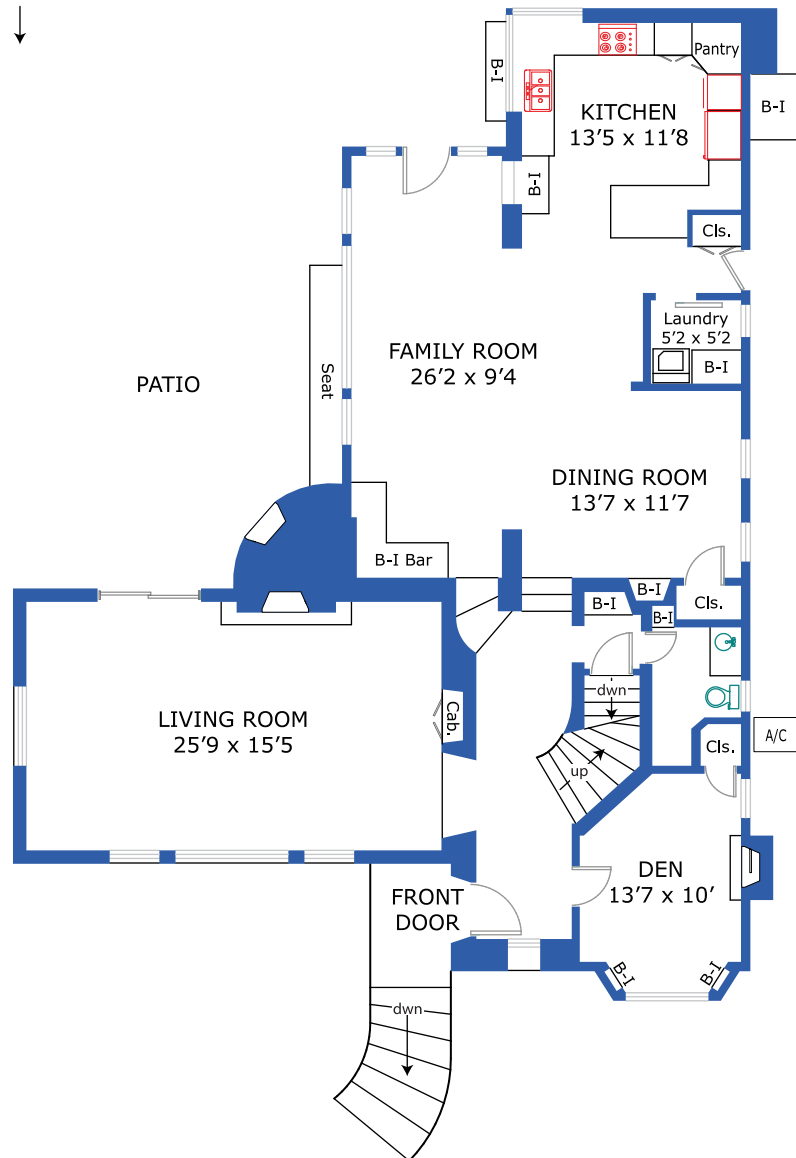 Pantry
B-I
B-I
KITCHEN
13'5 x 11'8
B-I
Cls.
Laundry
5'2 x 5'2
B-I
FAMILY ROOM
26'2 x 9'4
PATIO
Seat
DINING ROOM
13'7 x 11'7
B-I Bar
B-I
B-I
Cls.
B-I
dwn
LIVING ROOM
25'9 x 15'5
Cab.
A/C
Cls.
up
DEN
13'7 x 10'
FRONT
DOOR
B-I
B-I
dwn